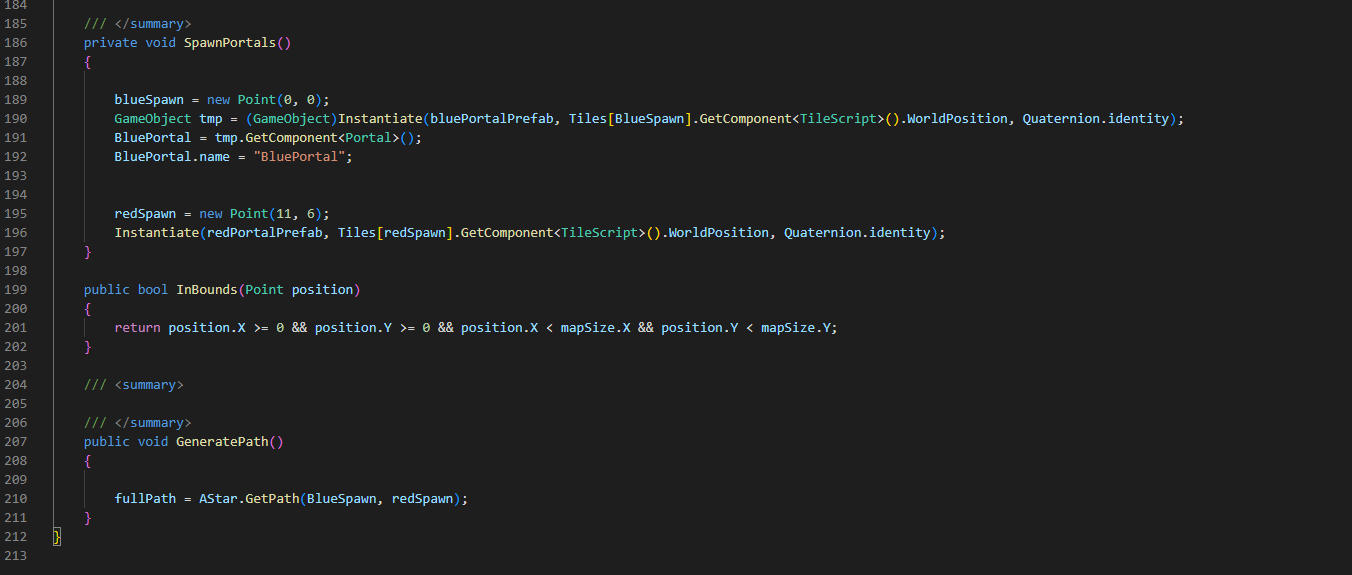 184
185 /// </summary>
186 private void SpawnPortals()
187 {
188
189 blueSpawn = new Point(0, 0);
190 GameObject tmp = (GameObject)Instantiate(bluePortalPrefab, Tiles[BlueSpawn].GetComponent<TileScript>().WorldPosition, Quaternion.identity);
191 BluePortal = tmp.GetComponent<Portal>();
192 BluePortal.name = "BluePortal";
193
194
195 redSpawn = new Point(11, 6);
196 Instantiate(redPortalPrefab, Tiles[redSpawn].GetComponent<TileScript>().WorldPosition, Quaternion.identity);
197 }
198
199 public bool InBounds(Point position)
200 {
201 return position.X >= 0 && position.Y >= 0 && position.X < mapSize.X && position.Y < mapSize.Y;
202 }
203
204 /// <summary>
205
206 /// </summary>
207 public void GeneratePath()
208 {
209
210 fullPath = AStar.GetPath(BlueSpawn, redSpawn);
211 }
212 }
213